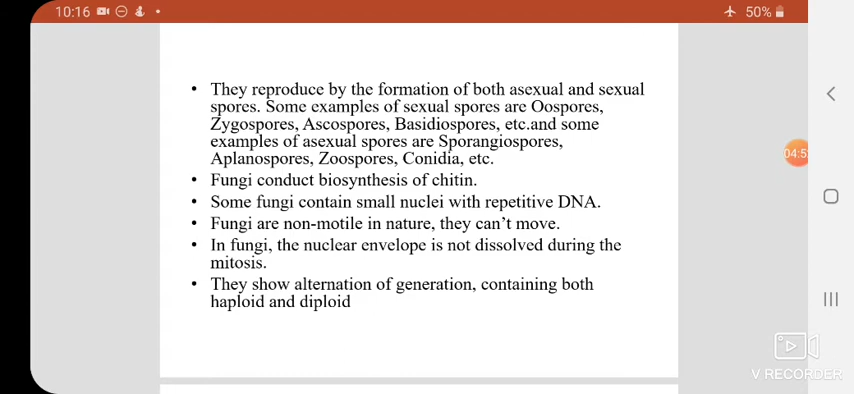 10:16
50%
• They reproduce by the formation of both asexual and sexual
spores. Some examples of sexual spores are Oospores,
Zygospores, Ascospores, Basidiospores, etc.and some
examples of asexual spores are Sporangiospores,
Aplanospores, Zoospores, Conidia, etc.
• Fungi conduct biosynthesis of chitin.
• Some fungi contain small nuclei with repetitive DNA.
• Fungi are non-motile in nature, they can’t move.
• In fungi, the nuclear envelope is not dissolved during the
mitosis.
• They show alternation of generation, containing both
haploid and diploid
V RECORDER